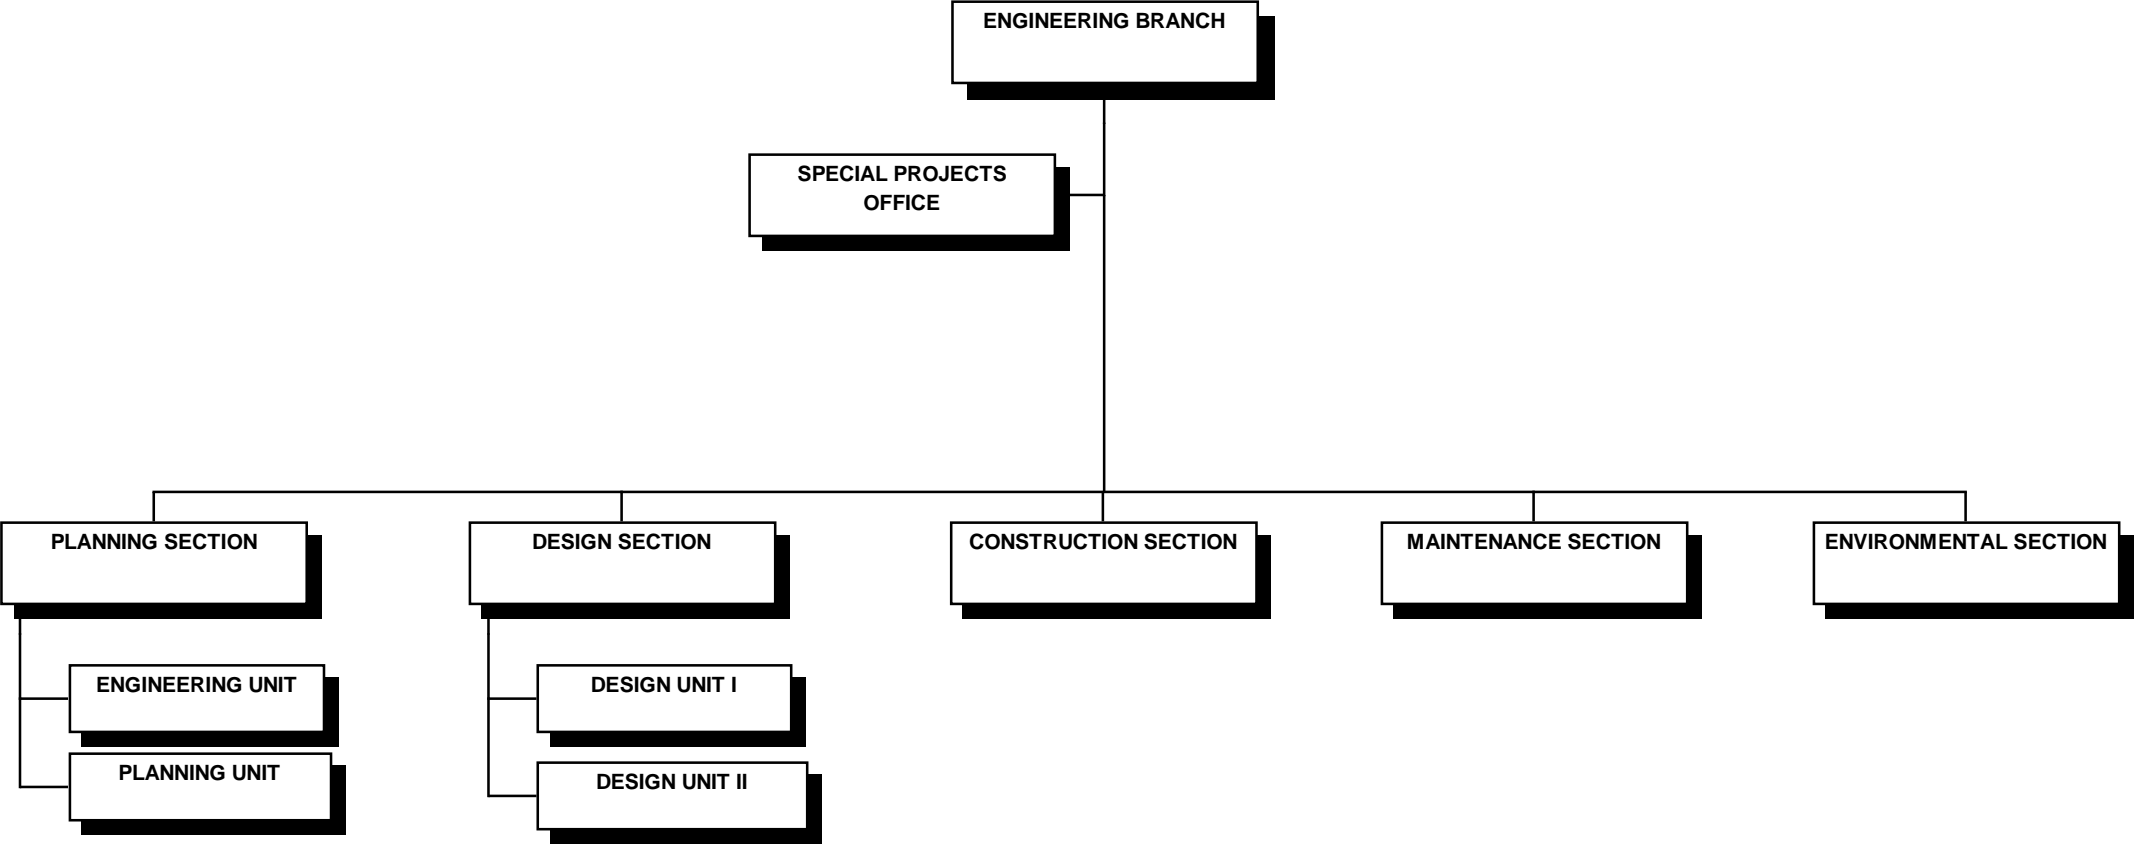 ENGINEERING BRANCH
SPECIAL PROJECTS
OFFICE
PLANNING SECTION
DESIGN SECTION
CONSTRUCTION SECTION
MAINTENANCE SECTION
ENVIRONMENTAL SECTION
ENGINEERING UNIT
PLANNING UNIT
DESIGN UNIT I
DESIGN UNIT II